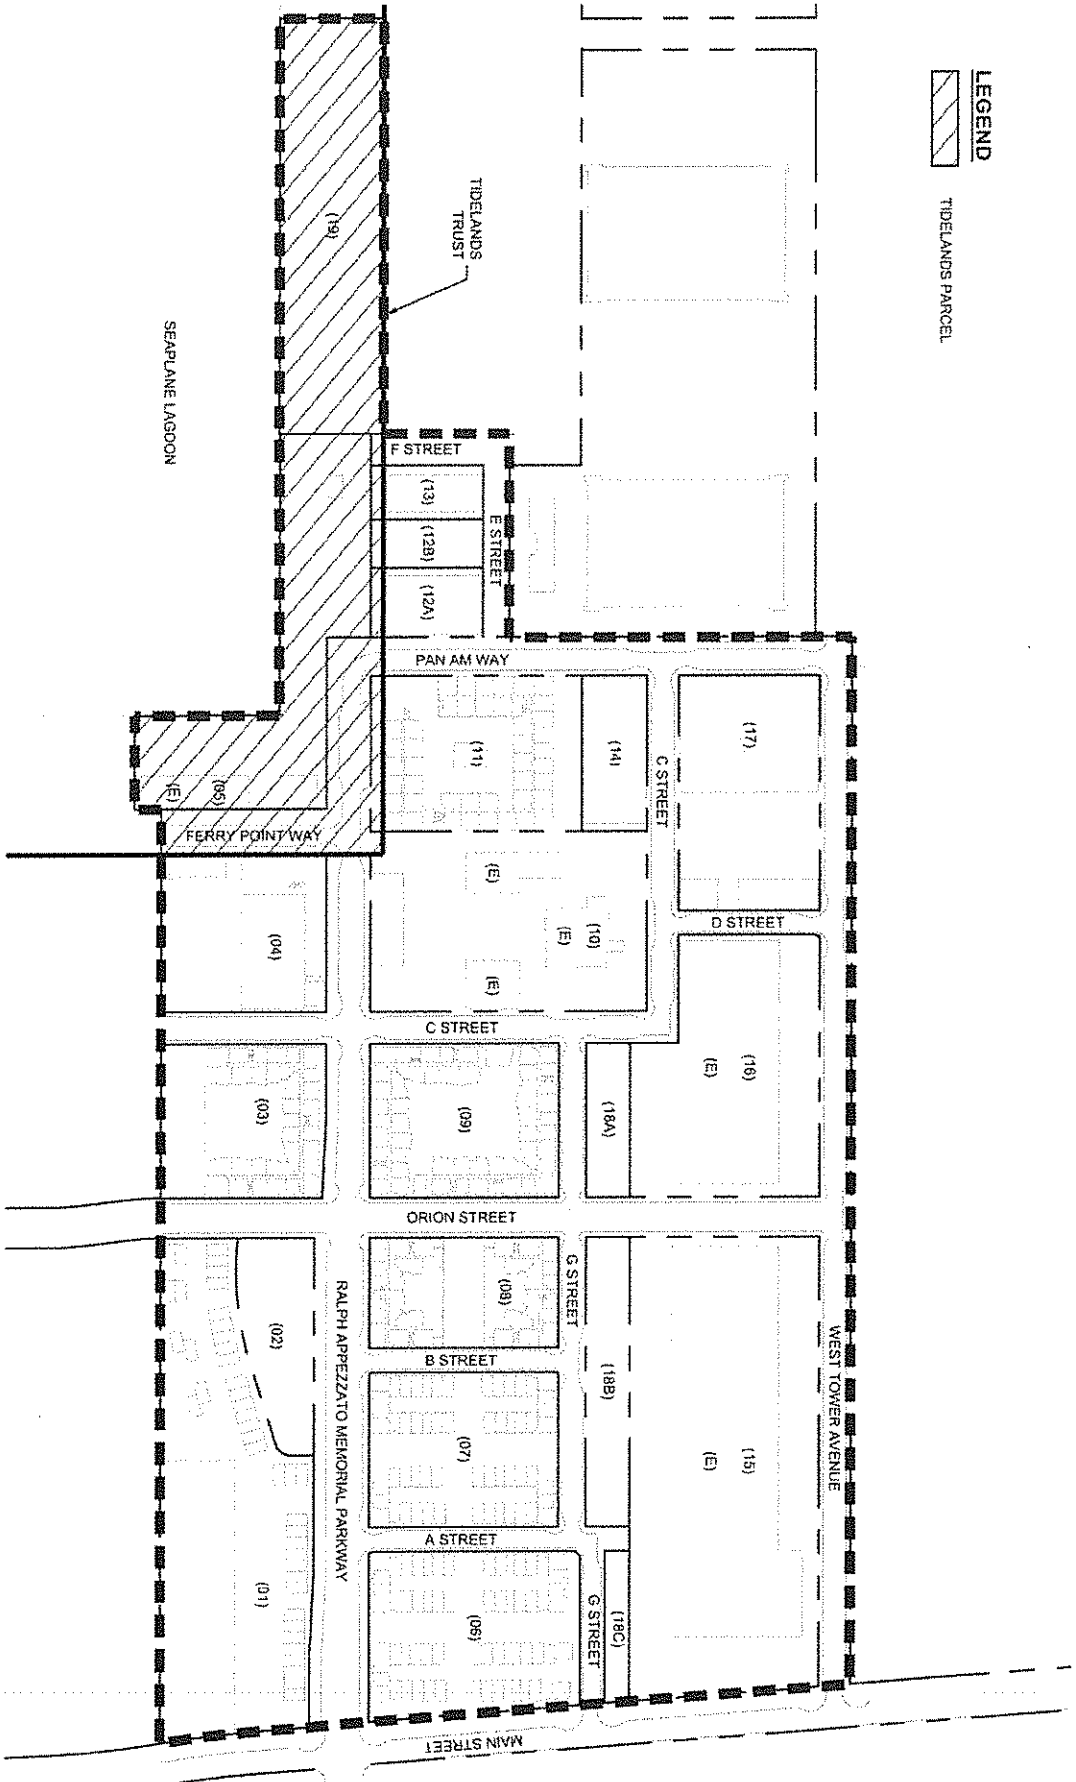 LEGEND
TIDELANDS PARCEL
TIDELANDS
TRUST
SEAPLANE LAGOON
(19)
F STREET
(13)
(12B)
(12A)
E STREET
PAN AM WAY
(11)
(14)
C STREET
(17)
(05)
(E)
FERRY POINT WAY
(E)
(10)
(E)
(E)
D STREET
(04)
C STREET
(16)
(E)
(03)
(09)
(18A)
ORION STREET
(02)
(08)
G STREET
(18B)
B STREET
WEST TOWER AVENUE
RALPH APPEZZATO MEMORIAL PARKWAY
(07)
(15)
(E)
A STREET
(01)
(06)
G STREET
(18C)
MAIN STREET